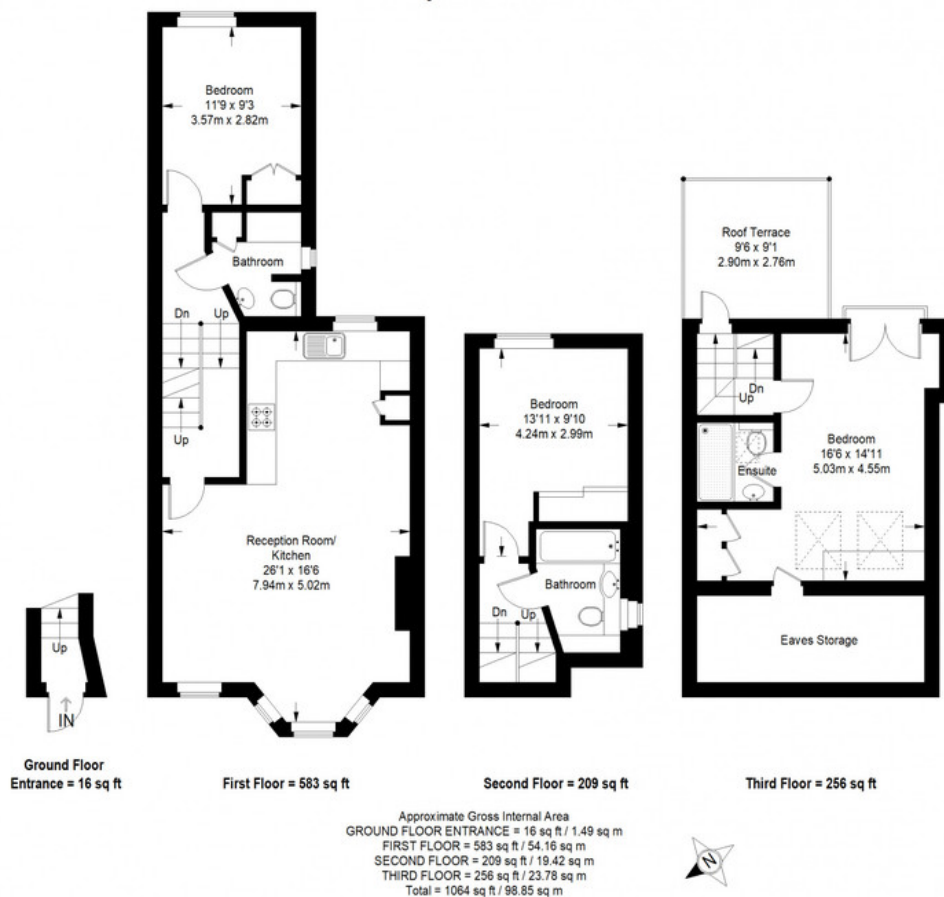 Bedroom
11'9 x 9'3
3.57m x 2.82m
Bathroom
Dn
Up
Up
Reception Room/
Kitchen
26'1 x 16'6
7.94m x 5.02m
Up
IN
Ground Floor
Entrance = 16 sq ft
First Floor = 583 sq ft
Bedroom
13'11 x 9'10
4.24m x 2.99m
Bathroom
Dn
Up
Second Floor = 209 sq ft
Roof Terrace
9'6 x 9'1
2.90m x 2.76m
Dn
Up
Bedroom
16'6 x 14'11
5.03m x 4.55m
Ensuite
Eaves Storage
Third Floor = 256 sq ft
Approximate Gross Internal Area
GROUND FLOOR ENTRANCE = 16 sq ft / 1.49 sq m
FIRST FLOOR = 583 sq ft / 54.16 sq m
SECOND FLOOR = 209 sq ft / 19.42 sq m
THIRD FLOOR = 256 sq ft / 23.78 sq m
Total = 1064 sq ft / 98.85 sq m
N